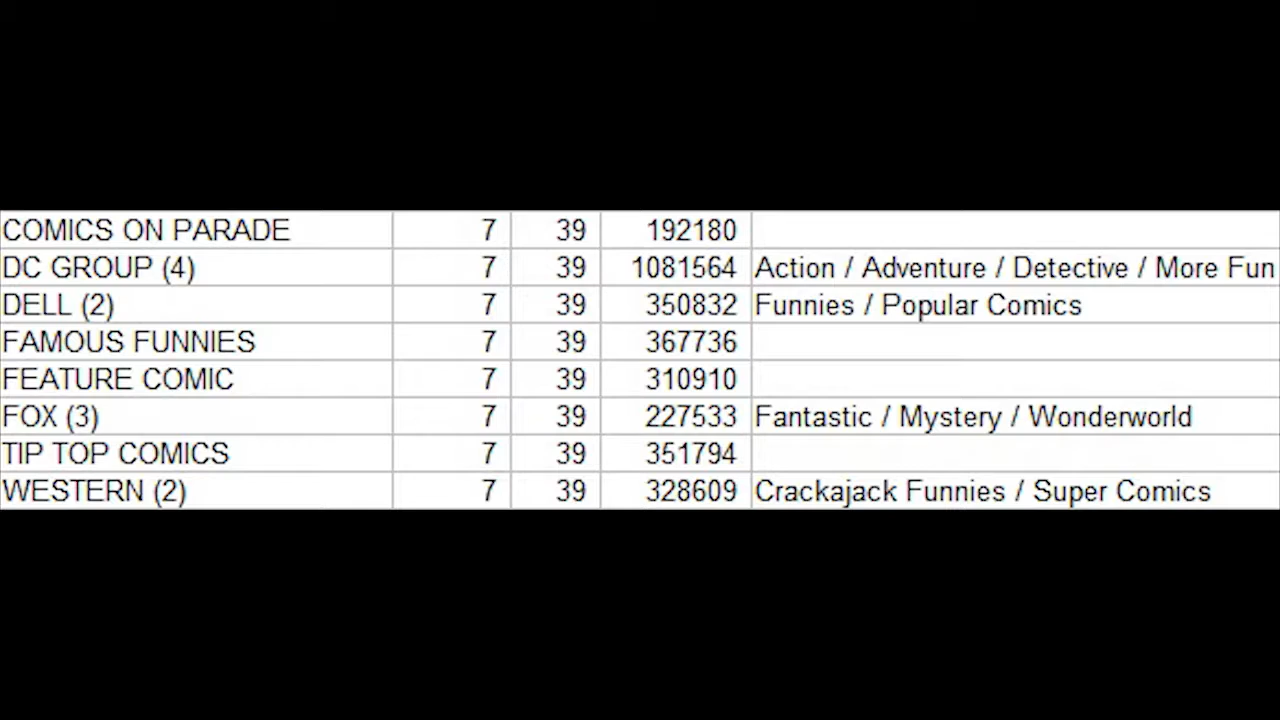 COMICS ON PARADE 7 39 192180
DC GROUP (4) 7 39 1081564 Action / Adventure / Detective / More Fun
DELL (2) 7 39 350832 Funnies / Popular Comics
FAMOUS FUNNIES 7 39 367736
FEATURE COMIC 7 39 310910
FOX (3) 7 39 227533 Fantastic / Mystery / Wonderworld
TIP TOP COMICS 7 39 351794
WESTERN (2) 7 39 328609 Crackajack Funnies / Super Comics